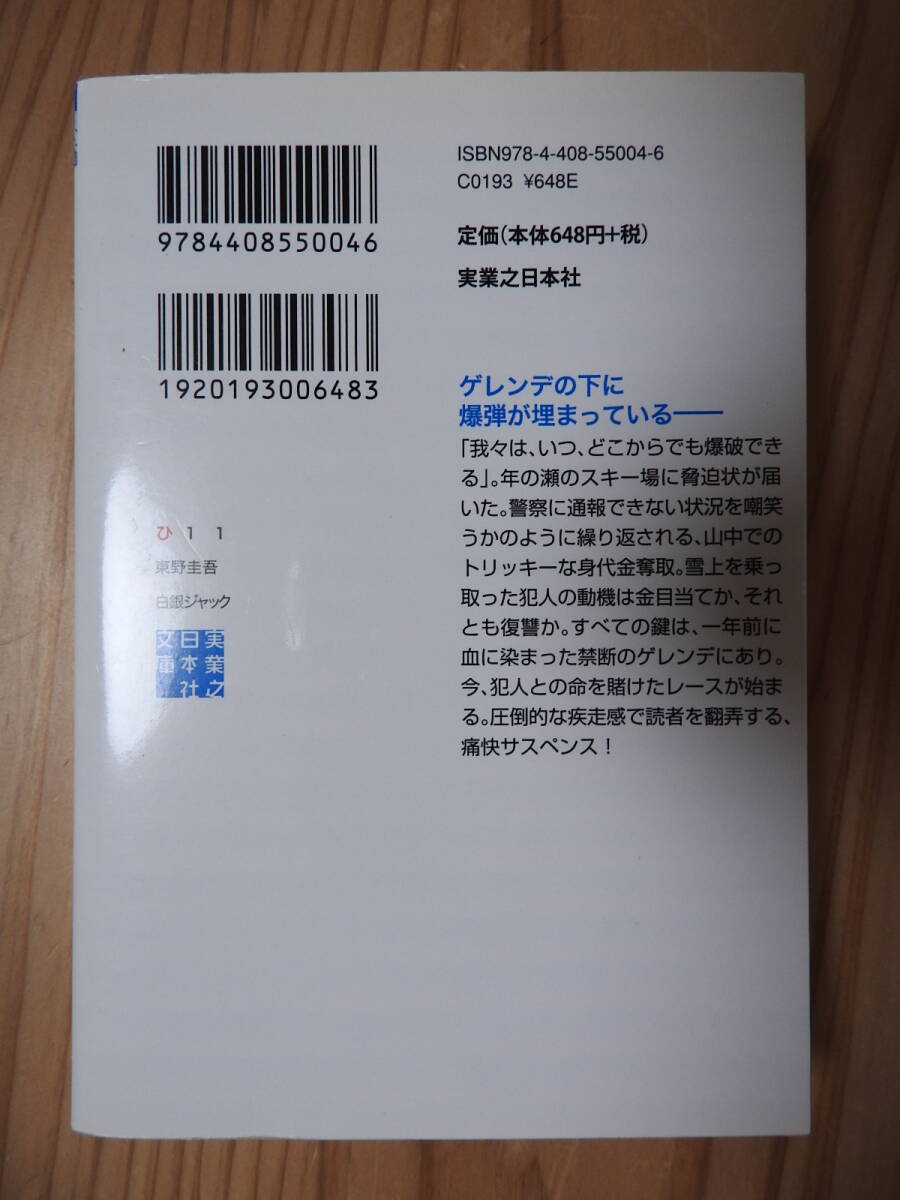 9784408550046
1920193006483
ISBN978-4-408-55004-6
C0193 ¥648E
定価(本体648円+税)
実業之日本社
ゲレンデの下に
爆弾が埋まっている――
「我々は、いつ、どこからでも爆破でき
る」。年の瀬のスキー場に脅迫状が届
いた。警察に通報できない状況を嘲笑
うかのように繰り返される、山中での
トリッキーな身代金奪取。雪上を乗っ
取った犯人の動機は金目当てか、それ
とも復讐か。すべての鍵は、一年前に
血に染まった禁断のゲレンデにあり。
今、犯人との命を賭けたレースが始ま
る。圧倒的な疾走感で読者を翻弄する、
痛快サスペンス！
ひ 1 1
東野圭吾
白銀ジャック
実業之
日本社
文庫